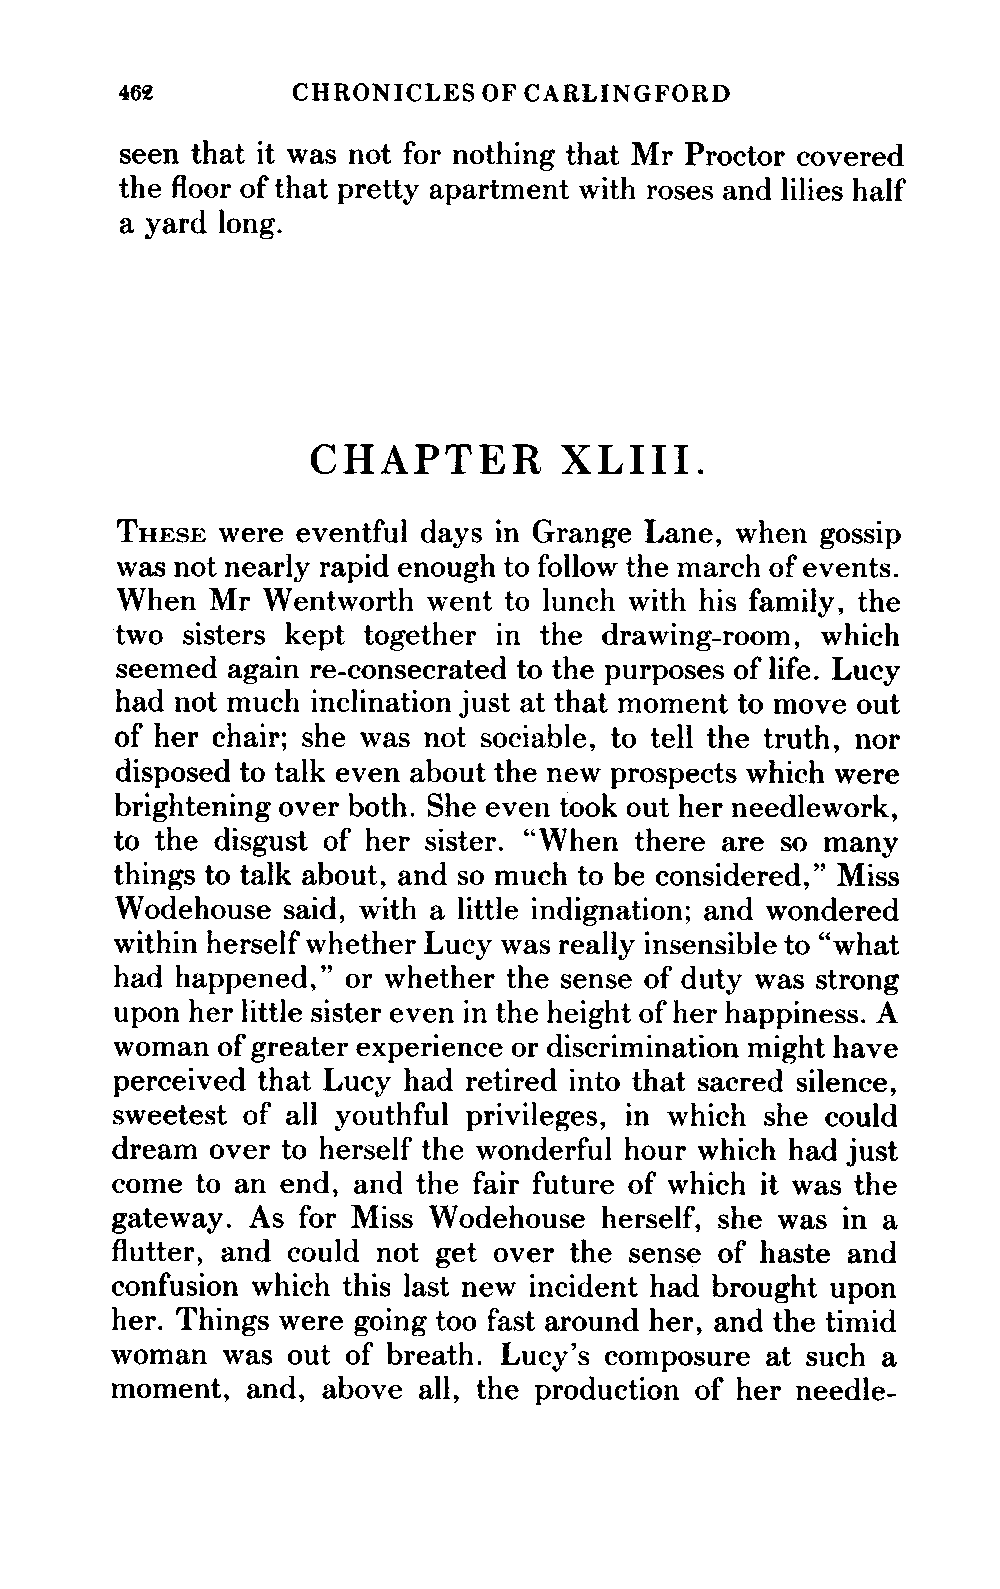 462 CHRONICLES OF CARLINGFORD
seen that it was not for nothing that Mr Proctor covered
the floor of that pretty apartment with roses and lilies half
a yard long.
CHAPTER XLIII.
THESE were eventful days in Grange Lane, when gossip
was not nearly rapid enough to follow the march of events.
When Mr Wentworth went to lunch with his family, the
two sisters kept together in the drawing-room, which
seemed again re-consecrated to the purposes of life. Lucy
had not much inclination just at that moment to move out
of her chair; she was not sociable, to tell the truth, nor
disposed to talk even about the new prospects which were
brightening over both. She even took out her needlework,
to the disgust of her sister. “When there are so many
things to talk about, and so much to be considered,” Miss
Wodehouse said, with a little indignation; and wondered
within herself whether Lucy was really insensible to “what
had happened,” or whether the sense of duty was strong
upon her little sister even in the height of her happiness. A
woman of greater experience or discrimination might have
perceived that Lucy had retired into that sacred silence,
sweetest of all youthful privileges, in which she could
dream over to herself the wonderful hour which had just
come to an end, and the fair future of which it was the
gateway. As for Miss Wodehouse herself, she was in a
flutter, and could not get over the sense of haste and
confusion which this last new incident had brought upon
her. Things were going too fast around her, and the timid
woman was out of breath. Lucy’s composure at such a
moment, and, above all, the production of her needle-